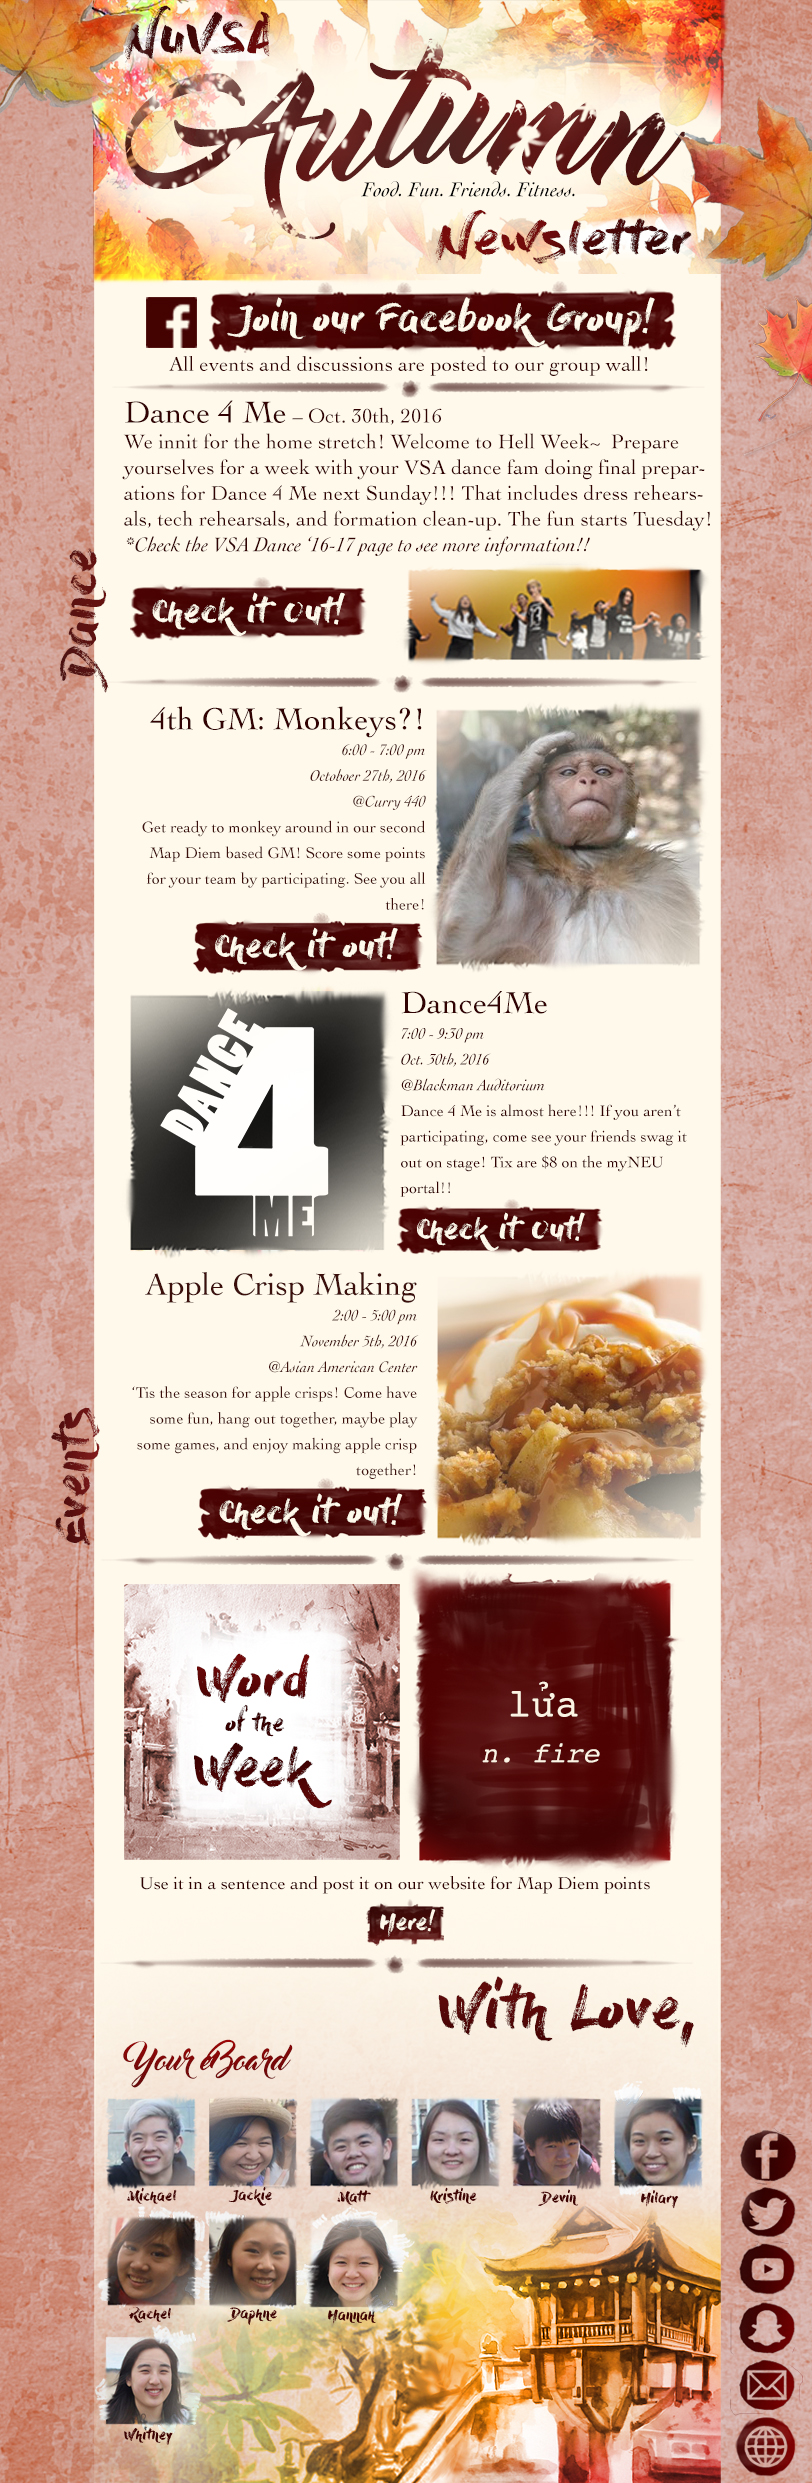 NuVSA
Autumn
Food. Fun. Friends. Fitness.
Newsletter
Join our Facebook Group!
All events and discussions are posted to our group wall!
Dance 4 Me – Oct. 30th, 2016
We innit for the home stretch! Welcome to Hell Week~ Prepare
yourselves for a week with your VSA dance fam doing final prepar-
ations for Dance 4 Me next Sunday!!! That includes dress rehears-
als, tech rehearsals, and formation clean-up. The fun starts Tuesday!
*Check the VSA Dance ‘16-17 page to see more information!!
Dance
Check it Out!
4th GM: Monkeys?!
6:00 - 7:00 pm
Octoboer 27th, 2016
@Curry 440
Get ready to monkey around in our second
Map Diem based GM! Score some points
for your team by participating. See you all
there!
Check it out!
DANCE
4
ME
Dance4Me
7:00 - 9:30 pm
Oct. 30th, 2016
@Blackman Auditorium
Dance 4 Me is almost here!!! If you aren’t
participating, come see your friends swag it
out on stage! Tix are $8 on the myNEU
portal!!
Check it Out!
Apple Crisp Making
2:00 - 5:00 pm
November 5th, 2016
@Asian American Center
‘Tis the season for apple crisps! Come have
some fun, hang out together, maybe play
some games, and enjoy making apple crisp
together!
Events
Check it out!
Word
of the
Week
lửa
n. fire
Use it in a sentence and post it on our website for Map Diem points
Here!
With Love,
Your eBoard
Michael Jackie Matt Kristine Devin Hilary
Rachel Daphne Hannah
Whitney